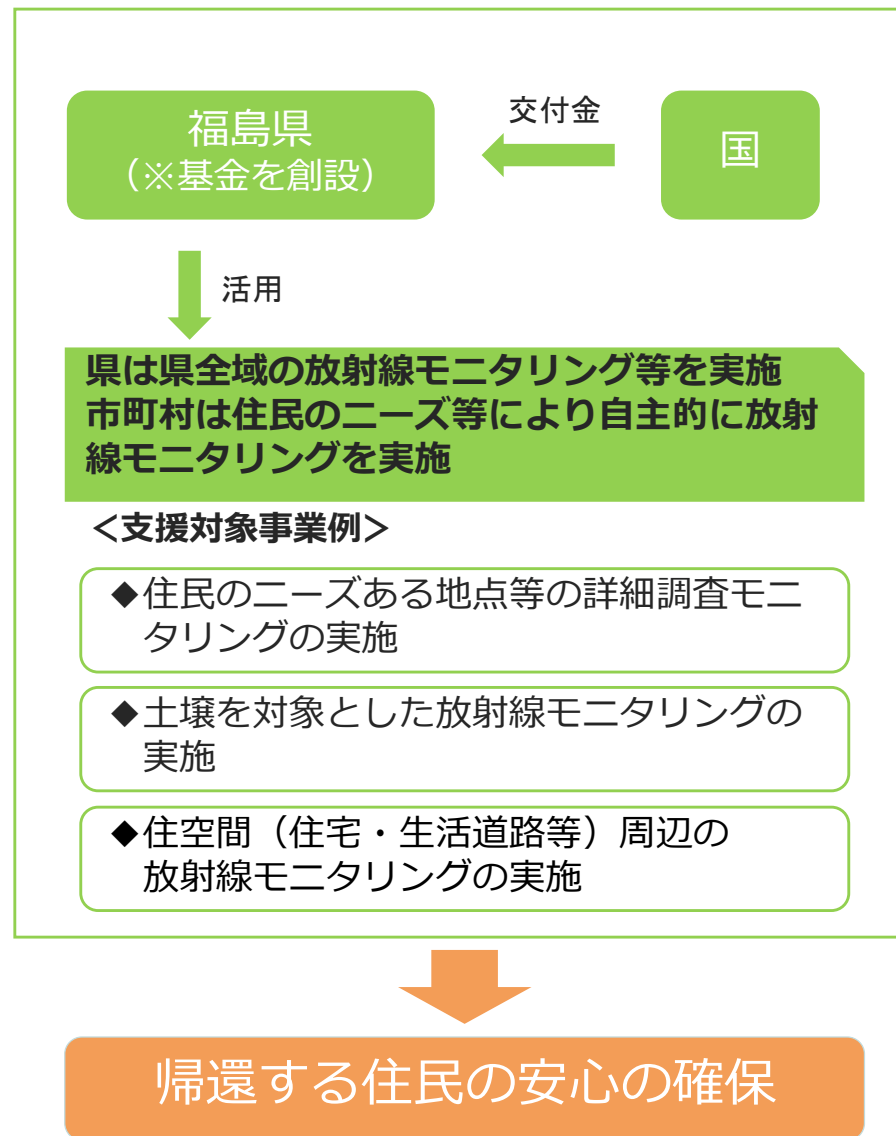 福島県
（※基金を創設）
交付金
国
活用
県は県全域の放射線モニタリング等を実施
市町村は住民のニーズ等により自主的に放射
線モニタリングを実施
＜支援対象事業例＞
◆住民のニーズある地点等の詳細調査モニ
タリングの実施
◆土壌を対象とした放射線モニタリングの
実施
◆住空間（住宅・生活道路等）周辺の
放射線モニタリングの実施
帰還する住民の安心の確保